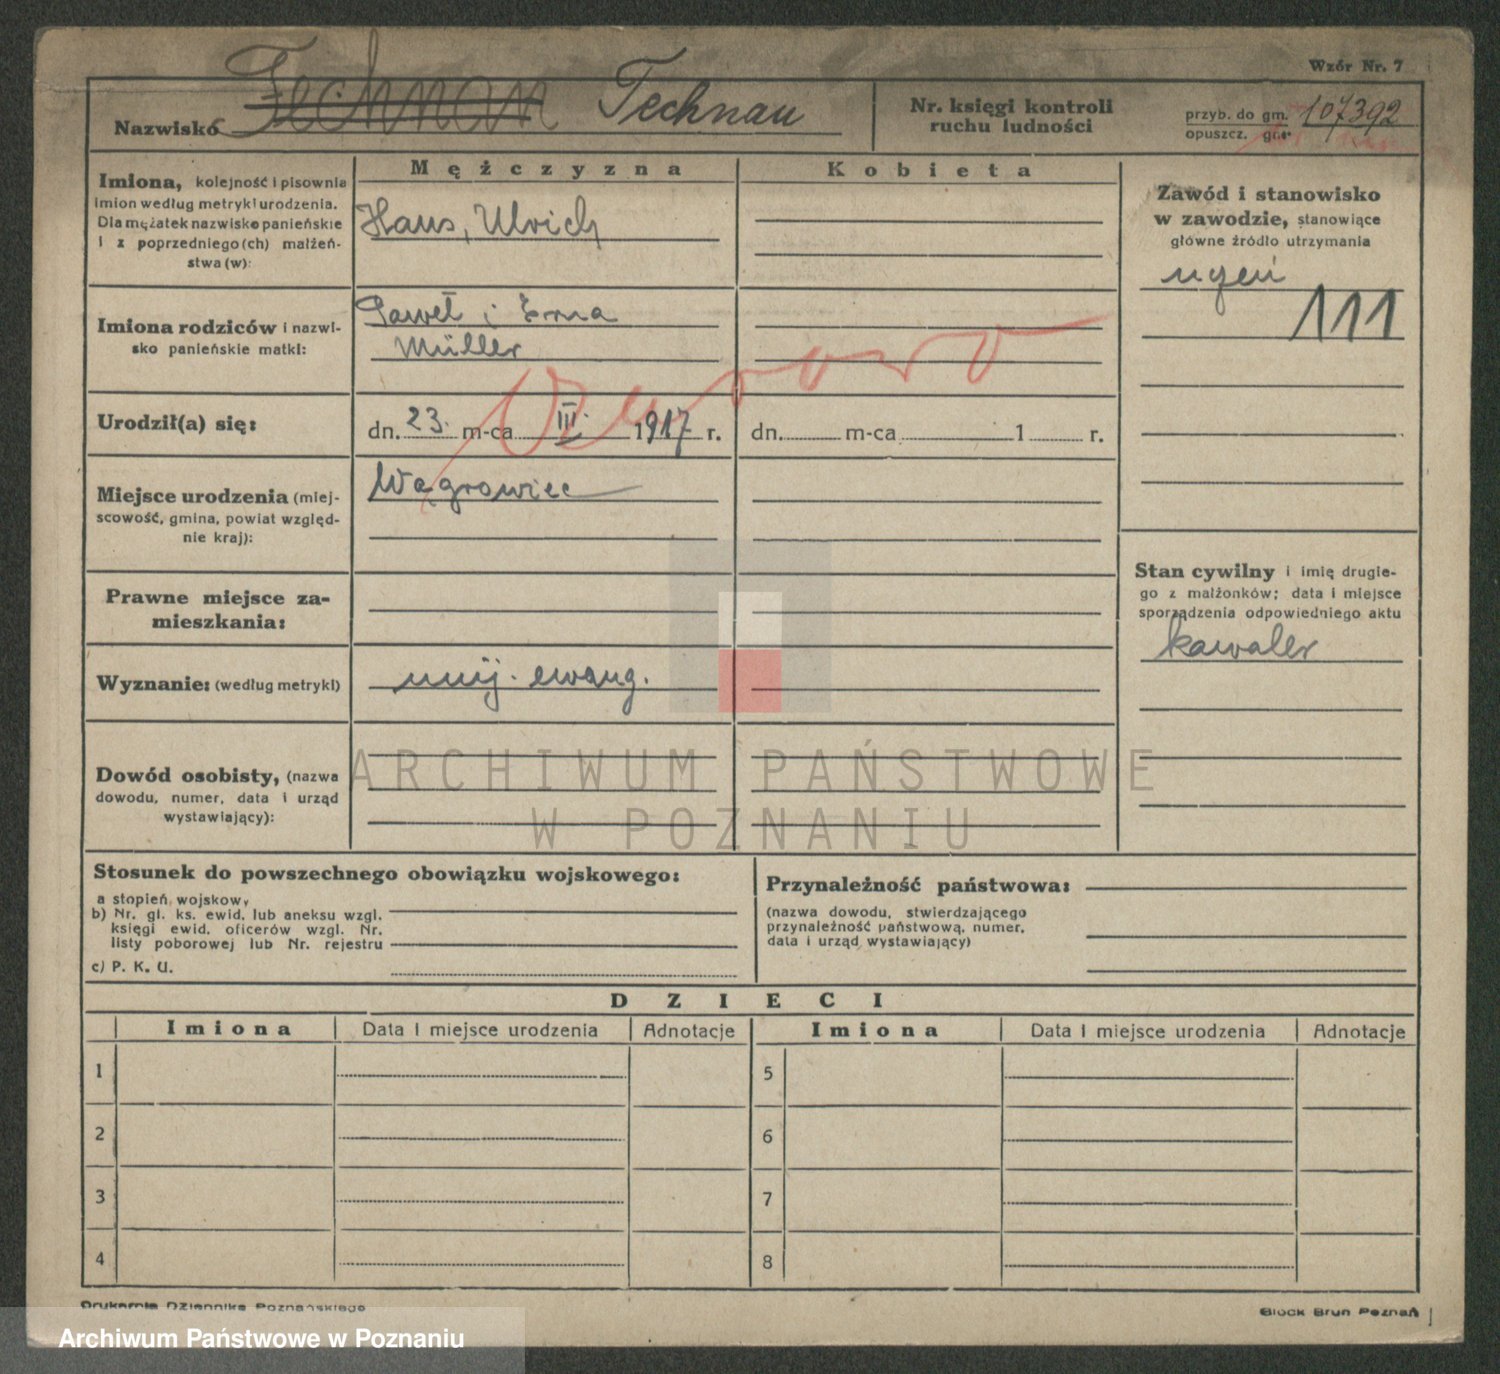 Wzór Nr. 7
Nazwisko Technau
Nr. księgi kontroli
ruchu ludności
przyb. do gm. 107392
opuszcz. gm.
Mężczyzna
Kobieta
Imiona, kolejność i pisownia
imion według metryki urodzenia.
Dla mężatek nazwisko panieńskie
i z poprzedniego(ch) małżeń-
stwa(w):
Hans, Ulrich
Zawód i stanowisko
w zawodzie, stanowiące
główne źródło utrzymania
uczeń
111
Imiona rodziców i nazwi-
sko panieńskie matki:
Paweł i Erna
Müller
Urodził(a) się:
dn. 23. m-ca III. 1917 r.
dn. m-ca 1 r.
Miejsce urodzenia (miej-
scowość, gmina, powiat względ-
nie kraj):
Wągrowiec
Prawne miejsce za-
mieszkania:
Stan cywilny i imię drugie-
go z małżonków; data i miejsce
sporządzenia odpowiedniego aktu
kawaler
Wyznanie: (według metryki)
unij. ewang.
Dowód osobisty, (nazwa
dowodu, numer, data i urząd
wystawiający):
ARCHIWUM PAŃSTWOWE
W POZNANIU
Stosunek do powszechnego obowiązku wojskowego:
a stopień wojskowy
b) Nr. gl. ks. ewid. lub aneksu wzgl.
księgi ewid. oficerów wzgl. Nr.
listy poborowej lub Nr. rejestru
c) P. K. U.
Przynależność państwowa:
(nazwa dowodu, stwierdzającego
przynależność państwową, numer,
data i urząd wystawiający)
DZIECI
Imiona Data i miejsce urodzenia Adnotacje Imiona Data i miejsce urodzenia Adnotacje
1 5
2 6
3 7
4 8
Drukarnia Dziennika Poznańskiego
Block Brun Poznań
Archiwum Państwowe w Poznaniu